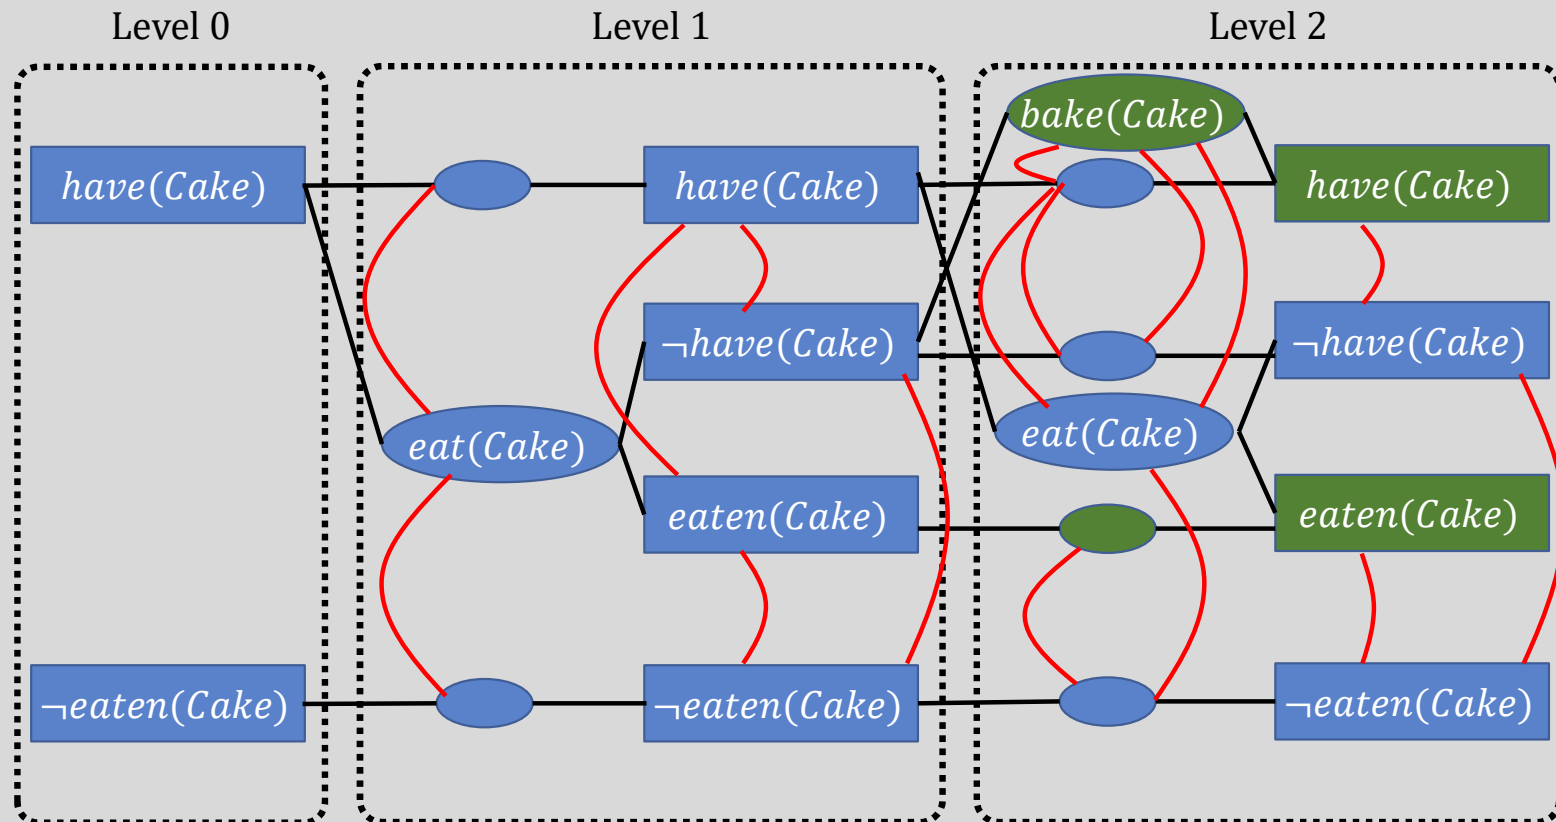 Level 0
Level 1
Level 2
bake(Cake)
have(Cake)
have(Cake)
have(Cake)
¬have(Cake)
¬have(Cake)
eat(Cake)
eat(Cake)
eaten(Cake)
eaten(Cake)
¬eaten(Cake)
¬eaten(Cake)
¬eaten(Cake)